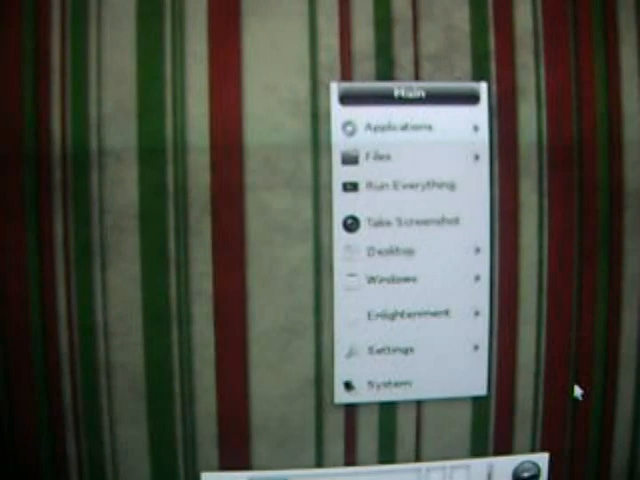 Main
Applications
Files
Run Everything
Take Screenshot
Desktop
Windows
Enlightenment
Settings
System